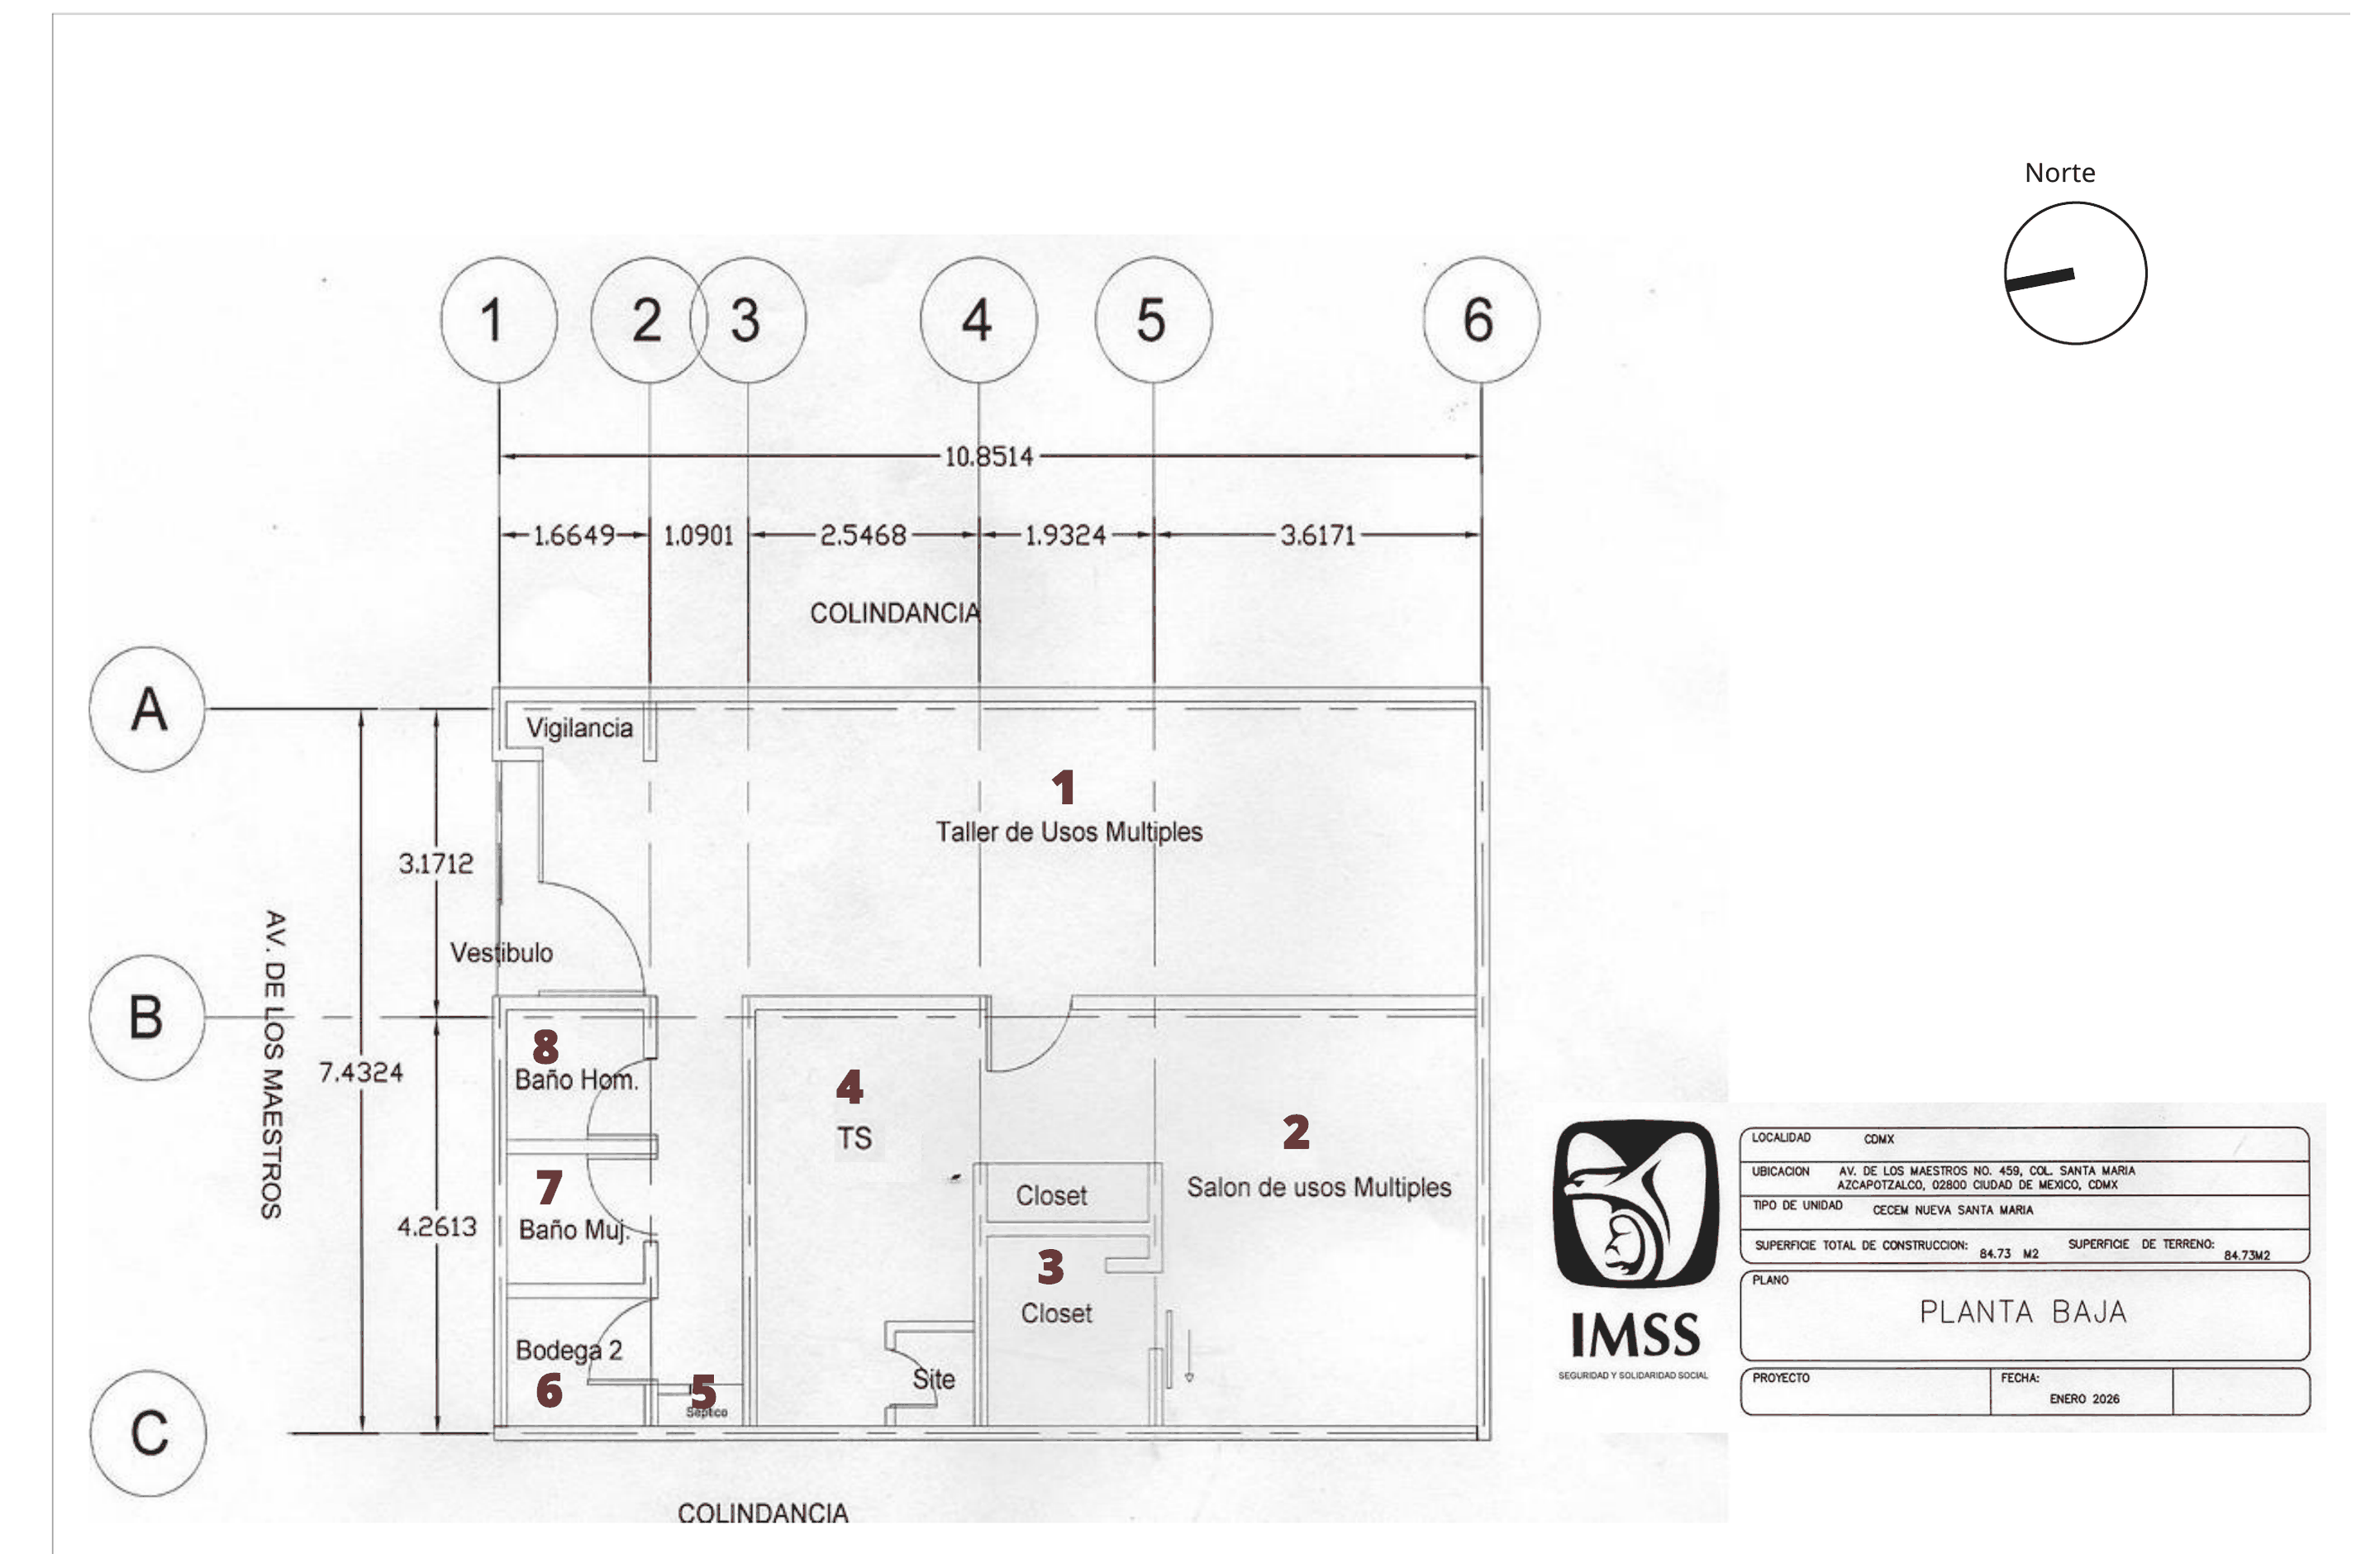 Norte
1
2
3
4
5
6
10.8514
1.6649
1.0901
2.5468
1.9324
3.6171
COLINDANCIA
A
Vigilancia
1
Taller de Usos Multiples
3.1712
Vestibulo
B
AV. DE LOS MAESTROS
7.4324
8
Baño Hom.
4
TS
2
Salon de usos Multiples
7
Baño Muj.
4.2613
Closet
3
Closet
Bodega 2
6
5
Septco
Site
C
COLINDANCIA
IMSS
SEGURIDAD Y SOLIDARIDAD SOCIAL
LOCALIDAD CDMX
UBICACION AV. DE LOS MAESTROS NO. 459, COL. SANTA MARIA
AZCAPOTZALCO, 02800 CIUDAD DE MEXICO, CDMX
TIPO DE UNIDAD CECEM NUEVA SANTA MARIA
SUPERFICIE TOTAL DE CONSTRUCCION: 84.73 M2 SUPERFICIE DE TERRENO: 84.73M2
PLANO
PLANTA BAJA
PROYECTO
FECHA:
ENERO 2026